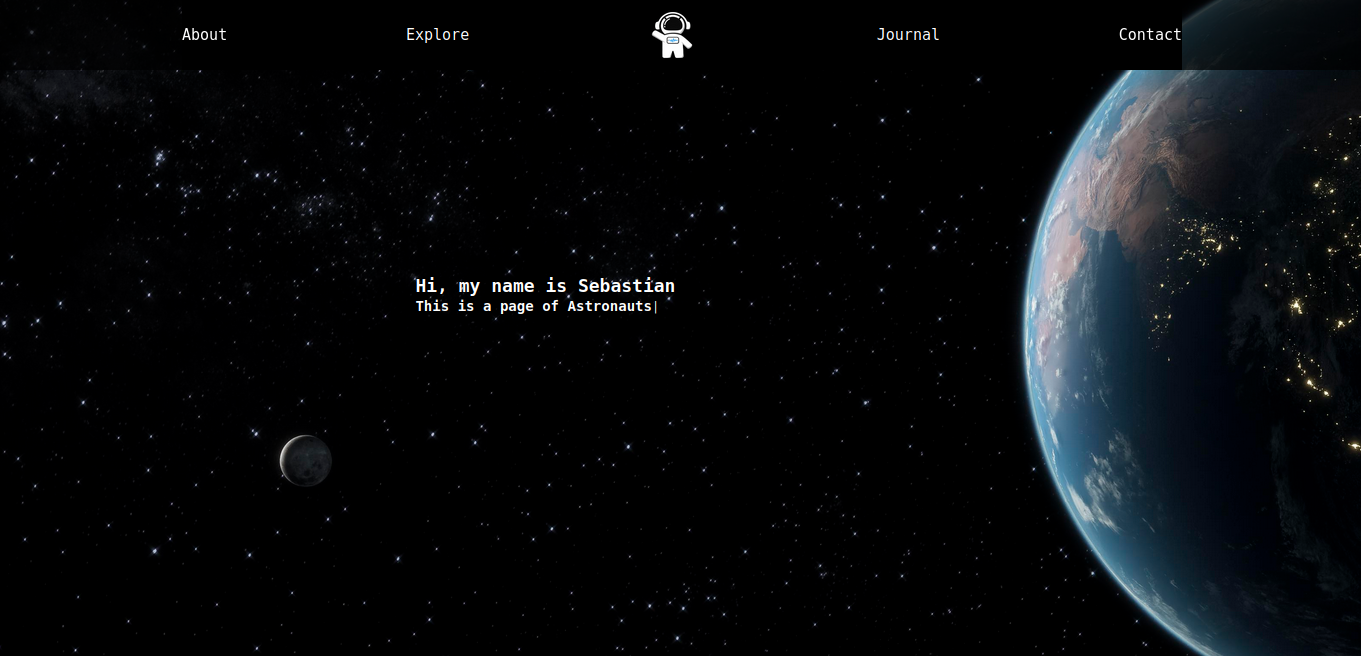 About
Explore
Journal
Contact
Hi, my name is Sebastian
This is a page of Astronauts|